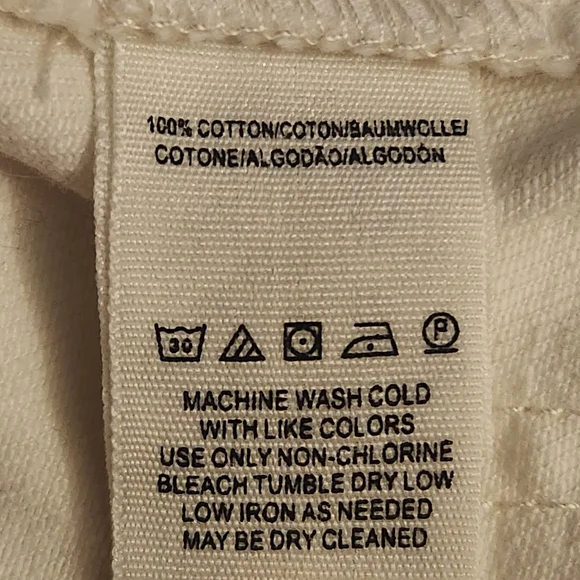 100% COTTON/COTON/BAUMWOLLE/
COTONE/ALGODÃO/ALGODÓN
30 P
MACHINE WASH COLD
WITH LIKE COLORS
USE ONLY NON-CHLORINE
BLEACH TUMBLE DRY LOW
LOW IRON AS NEEDED
MAY BE DRY CLEANED